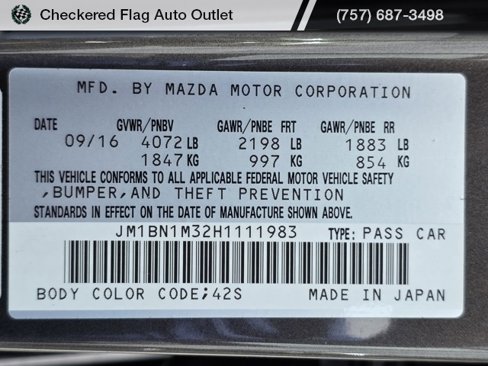 Checkered Flag Auto Outlet
(757) 687-3498
MFD. BY MAZDA MOTOR CORPORATION
DATE GVWR/PNBV GAWR/PNBE FRT GAWR/PNBE RR
09/16 4072 LB 2198 LB 1883 LB
1847 KG 997 KG 854 KG
THIS VEHICLE CONFORMS TO ALL APPLICABLE FEDERAL MOTOR VEHICLE SAFETY
,BUMPER,AND THEFT PREVENTION
STANDARDS IN EFFECT ON THE DATE OF MANUFACTURE SHOWN ABOVE.
JM1BN1M32H1111983 TYPE: PASS CAR
BODY COLOR CODE;42S MADE IN JAPAN